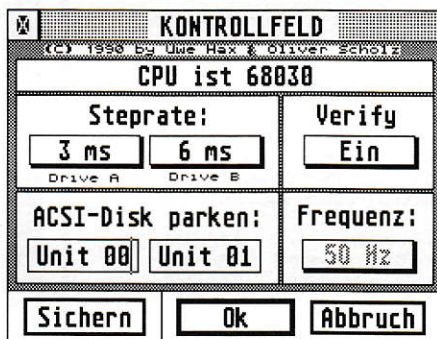 KONTROLLFELD
(C) 1990 by Uwe Hax & Oliver Scholz
CPU ist 68030
Steprate:
3 ms 6 ms
Drive A Drive B
Verify
Ein
ACSI-Disk parken:
Unit 00 Unit 01
Frequenz:
50 Hz
Sichern Ok Abbruch